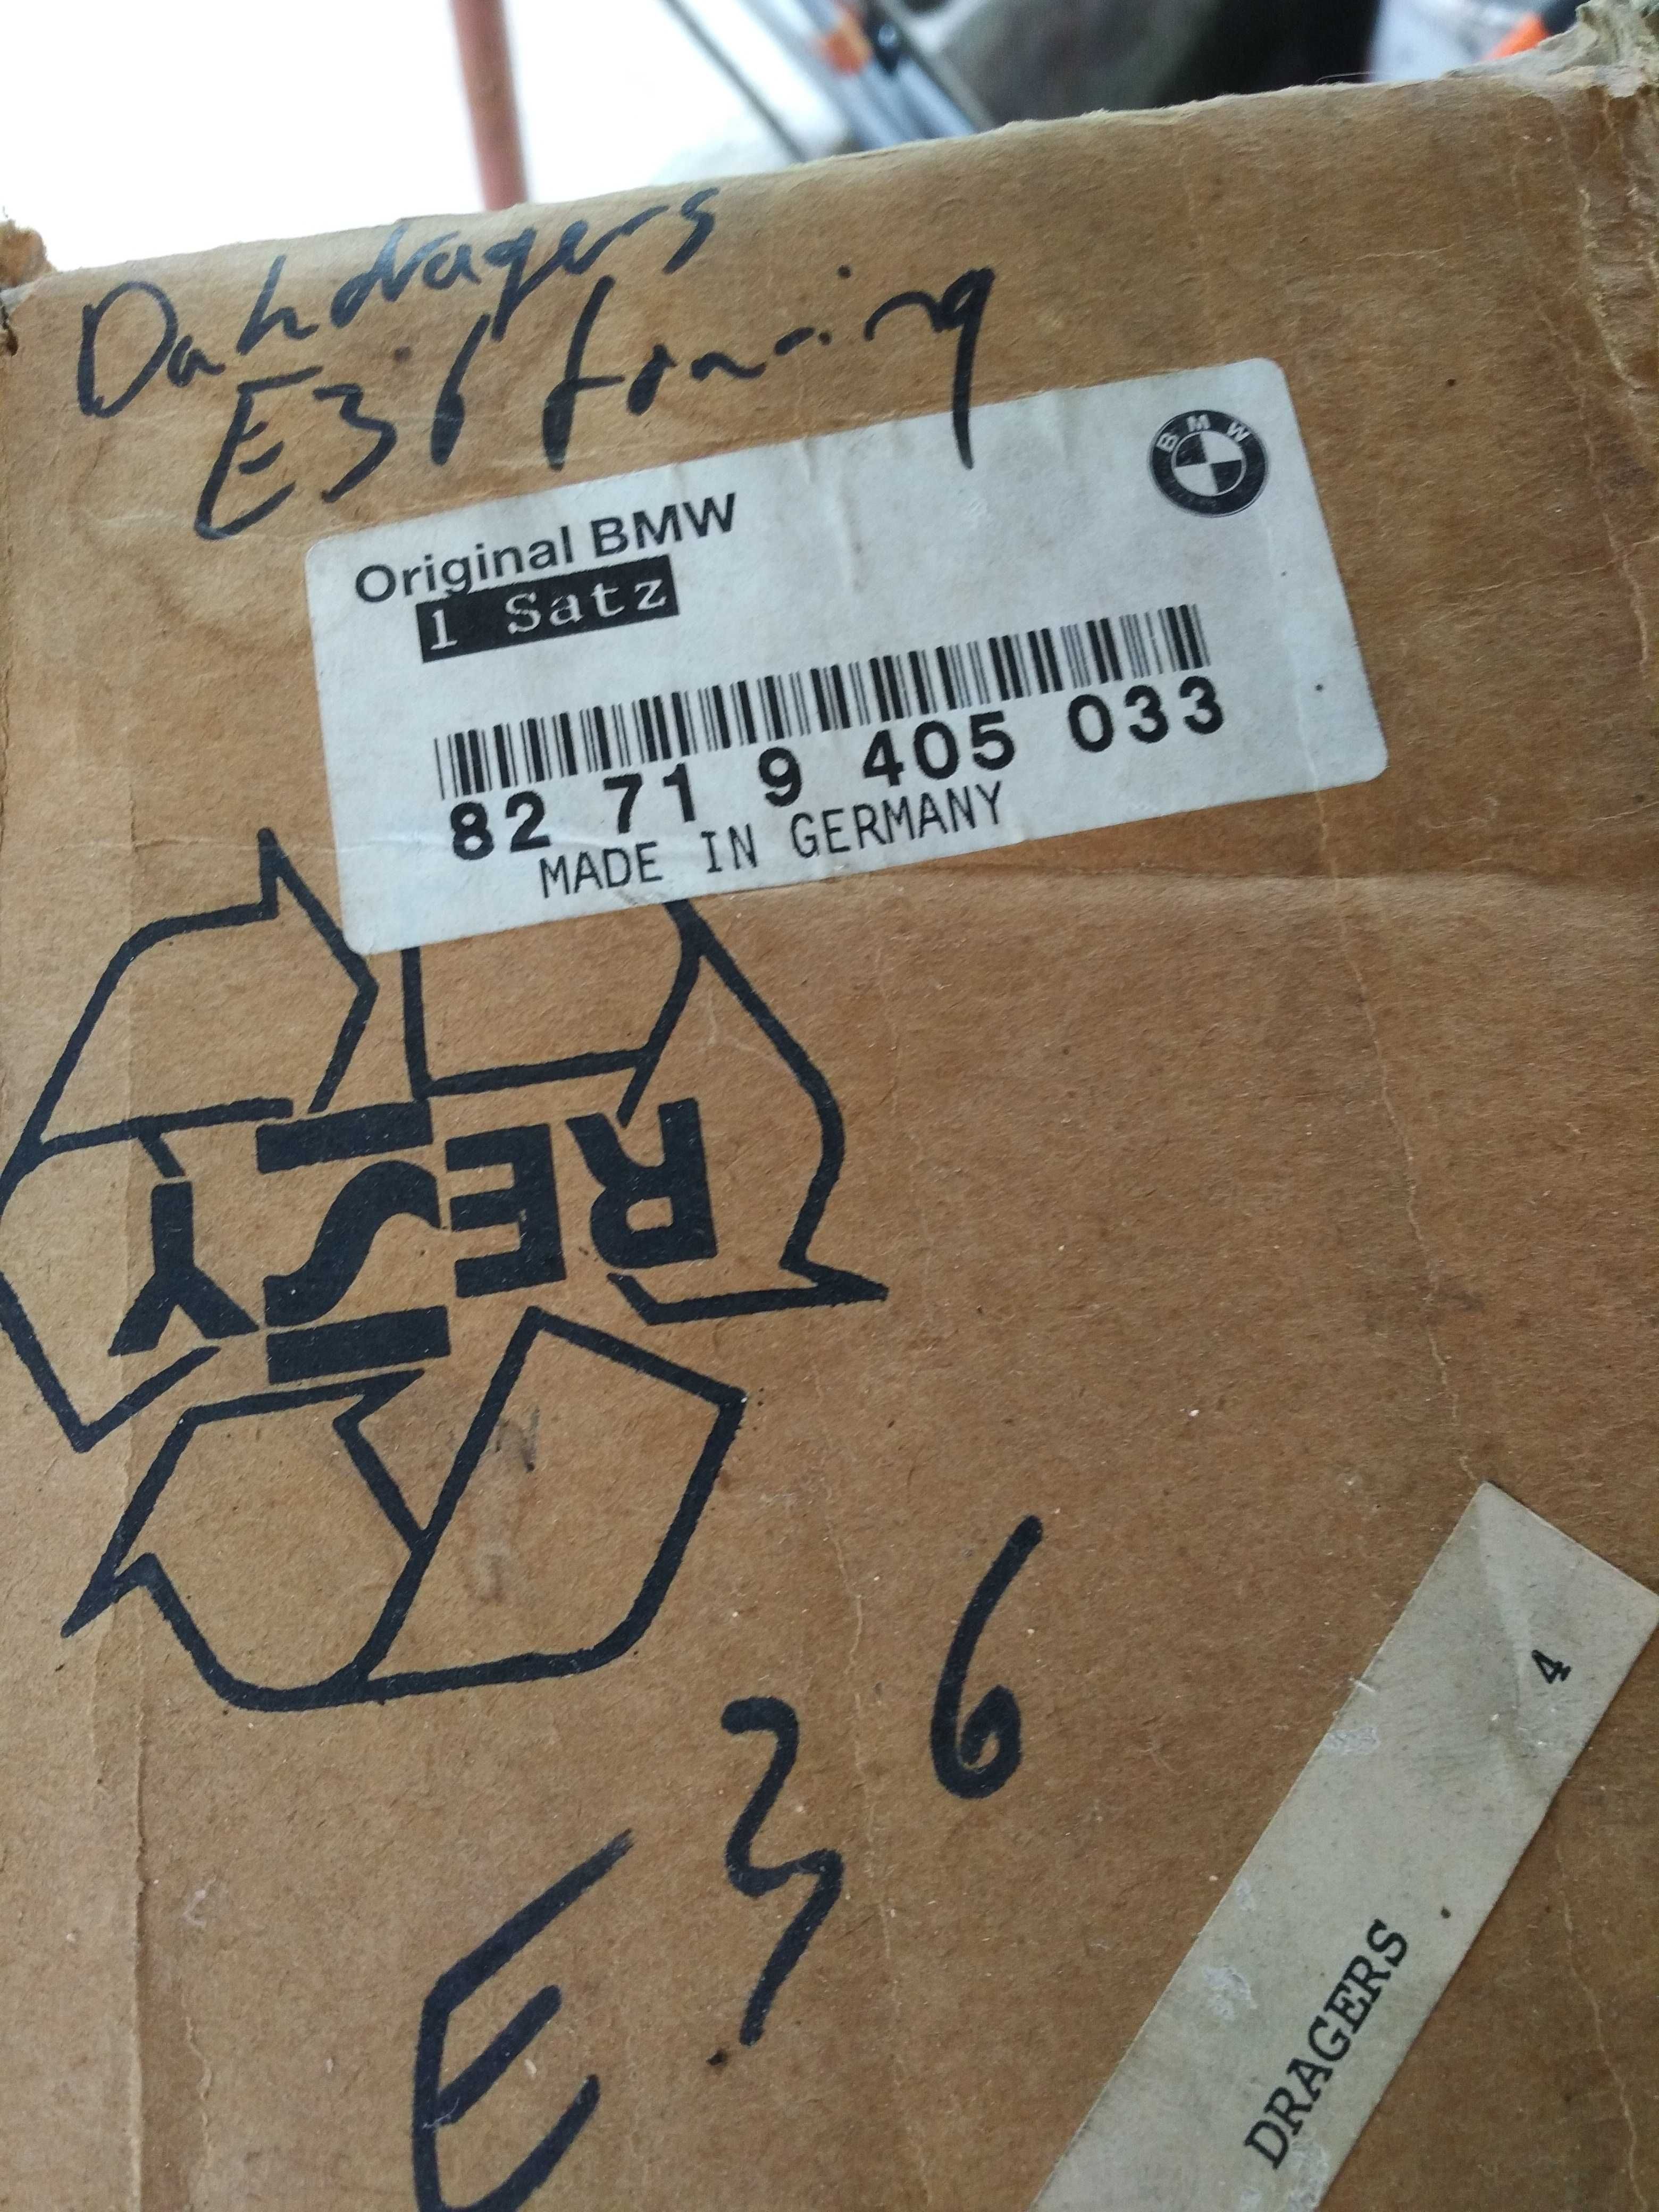 Dakdragers
E36 touring
BMW
Original BMW
1 Satz
82 71 9 405 033
MADE IN GERMANY
RESY
E36
4
DRAGERS